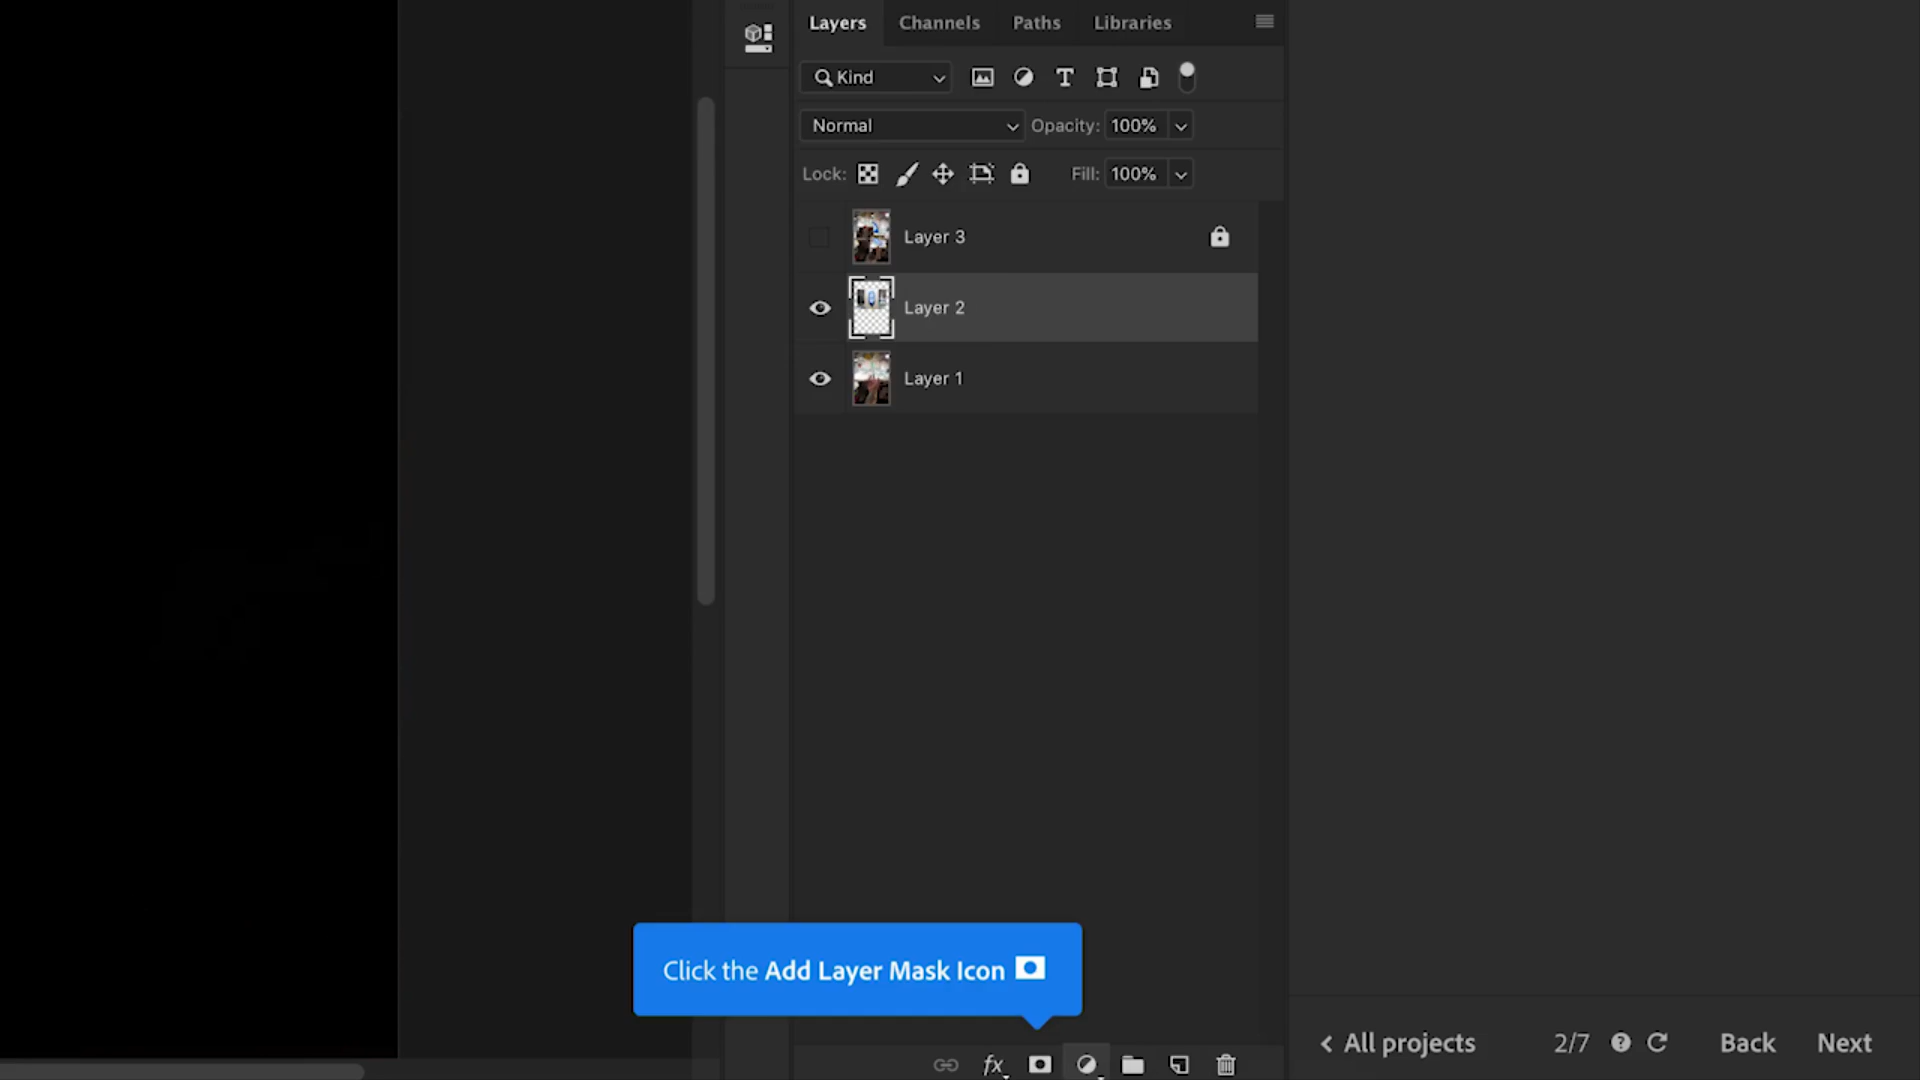 Layers Channels Paths Libraries
Kind
Normal Opacity: 100%
Lock: Fill: 100%
Layer 3
Layer 2
Layer 1
Click the Add Layer Mask Icon
fx
All projects 2/7 Back Next